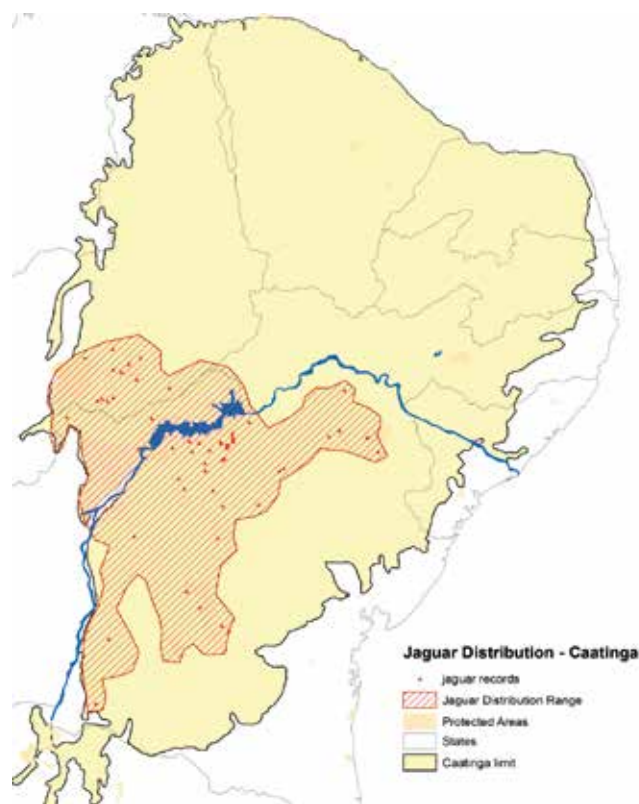 Jaguar Distribution - Caatinga
jaguar records
Jaguar Distribution Range
Protected Areas
States
Caatinga limit